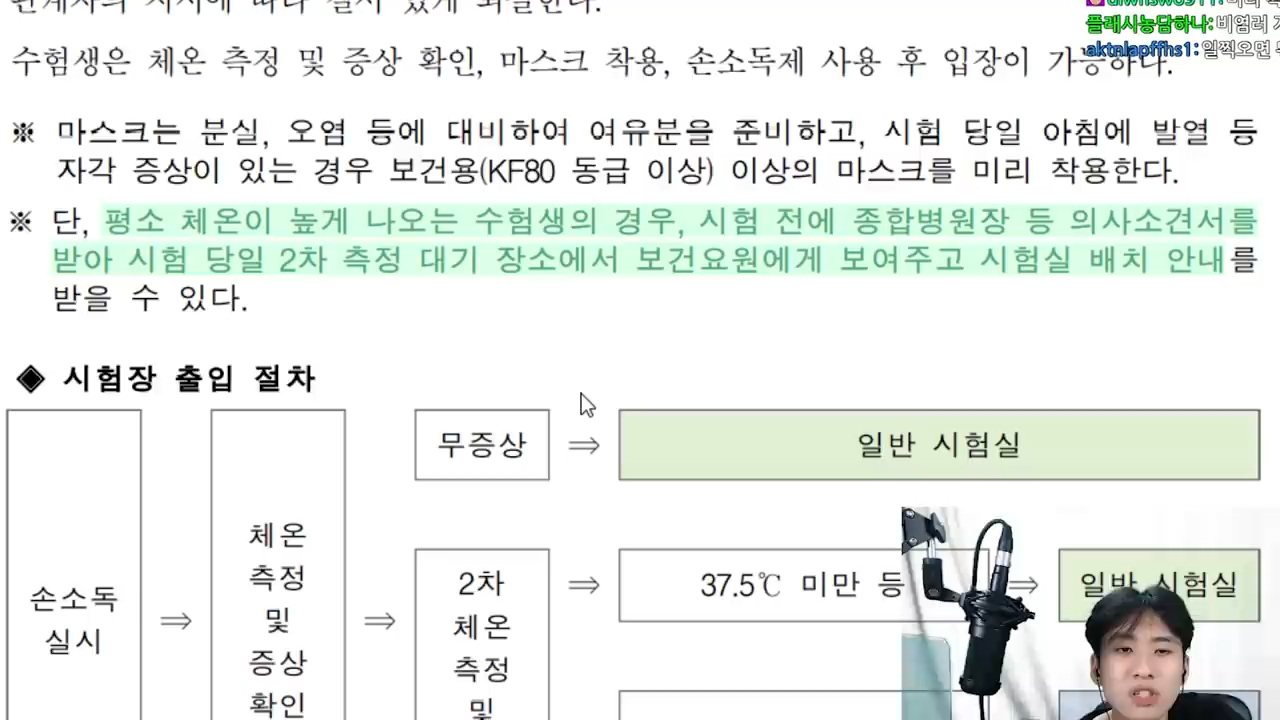 플래시농담하나: 비염러
aktnlapffhs1: 일찍오면
수험생은 체온 측정 및 증상 확인, 마스크 착용, 손소독제 사용 후 입장이 가능하다.
※ 마스크는 분실, 오염 등에 대비하여 여유분을 준비하고, 시험 당일 아침에 발열 등
자각 증상이 있는 경우 보건용(KF80 동급 이상) 이상의 마스크를 미리 착용한다.
※ 단, 평소 체온이 높게 나오는 수험생의 경우, 시험 전에 종합병원장 등 의사소견서를
받아 시험 당일 2차 측정 대기 장소에서 보건요원에게 보여주고 시험실 배치 안내를
받을 수 있다.
◈ 시험장 출입 절차
무증상 ⇒ 일반 시험실
손소독
실시
⇒
체온
측정
및
증상
확인
⇒
2차
체온
측정
및
⇒ 37.5℃ 미만 등 ⇒ 일반 시험실